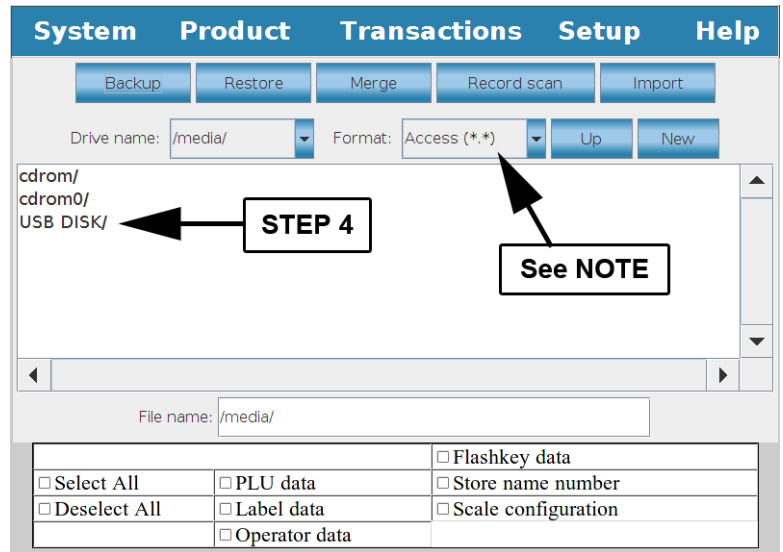 System Product Transactions Setup Help
Backup Restore Merge Record scan Import
Drive name: /media/ Format: Access (*.*) Up New
cdrom/
cdrom0/
USB DISK/
STEP 4
See NOTE
File name: /media/
Flashkey data
Select All PLU data Store name number
Deselect All Label data Scale configuration
Operator data